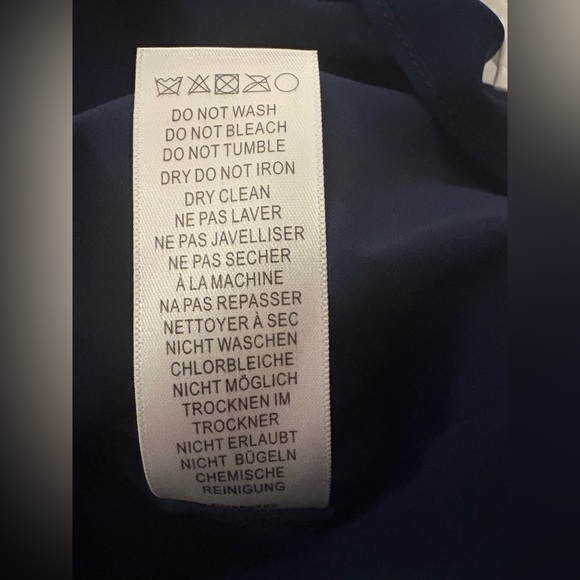 DO NOT WASH
DO NOT BLEACH
DO NOT TUMBLE
DRY DO NOT IRON
DRY CLEAN
NE PAS LAVER
NE PAS JAVELLISER
NE PAS SECHER
À LA MACHINE
NA PAS REPASSER
NETTOYER À SEC
NICHT WASCHEN
CHLORBLEICHE
NICHT MÖGLICH
TROCKNEN IM
TROCKNER
NICHT ERLAUBT
NICHT BÜGELN
CHEMISCHE
REINIGUNG